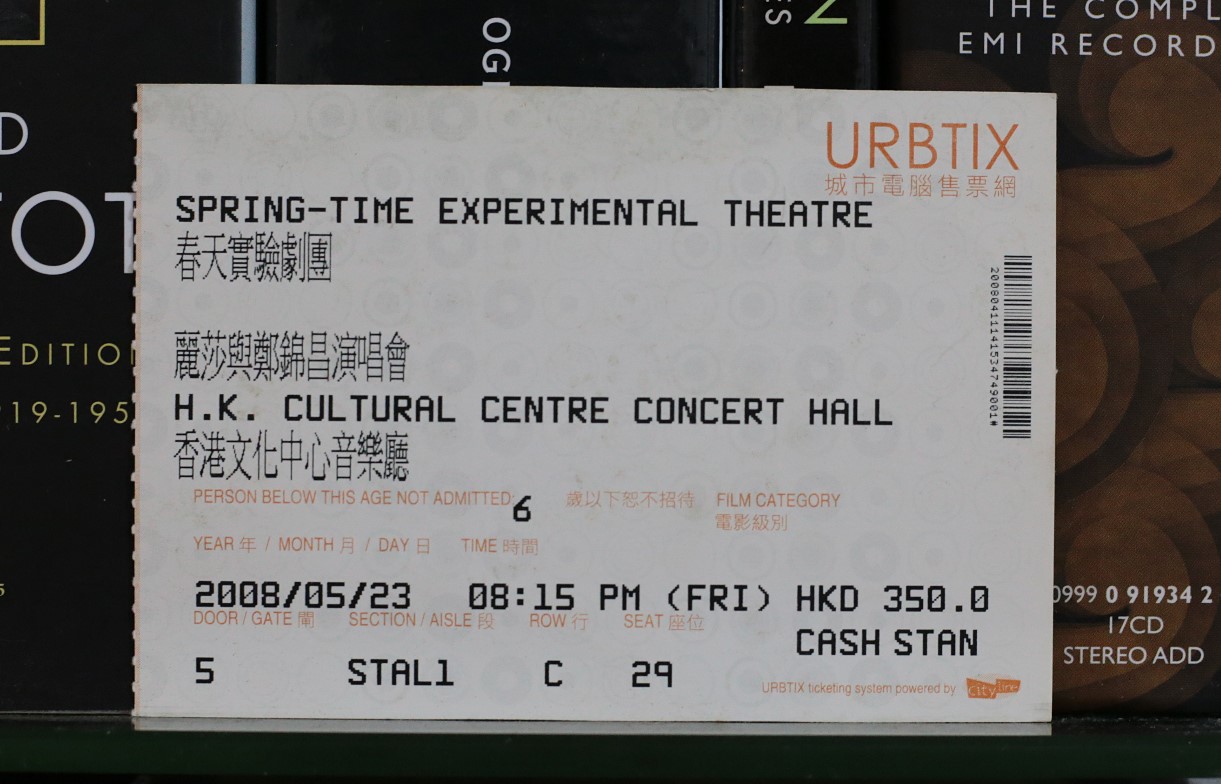 OG
ES
N
THE COMPL
EMI RECORD
D
TOT
EDITION
19-195
URBTIX
城市電腦售票網
SPRING-TIME EXPERIMENTAL THEATRE
春天實驗劇團
麗莎與鄭錦昌演唱會
H.K. CULTURAL CENTRE CONCERT HALL
香港文化中心音樂廳
PERSON BELOW THIS AGE NOT ADMITTED: 6 歲以下恕不招待 FILM CATEGORY
電影級別
YEAR 年 / MONTH 月 / DAY 日 TIME 時間
2008/05/23 08:15 PM (FRI) HKD 350.0
DOOR / GATE 閘 SECTION / AISLE 段 ROW 行 SEAT 座位
CASH STAN
5 STAL1 C 29
URBTIX ticketing system powered by cityline
0999 0 91934 2
17CD
STEREO ADD